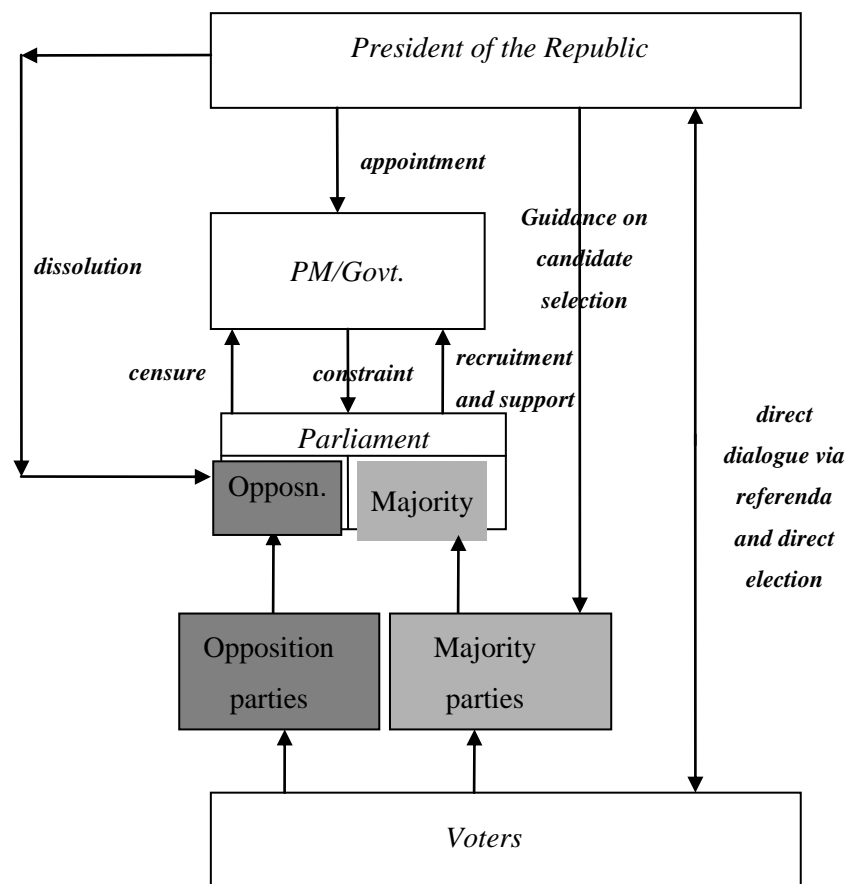 President of the Republic
appointment
Guidance on
candidate
selection
dissolution
PM/Govt.
censure
constraint
recruitment
and support
direct
dialogue via
referenda
and direct
election
Parliament
Opposn.
Majority
Opposition
parties
Majority
parties
Voters